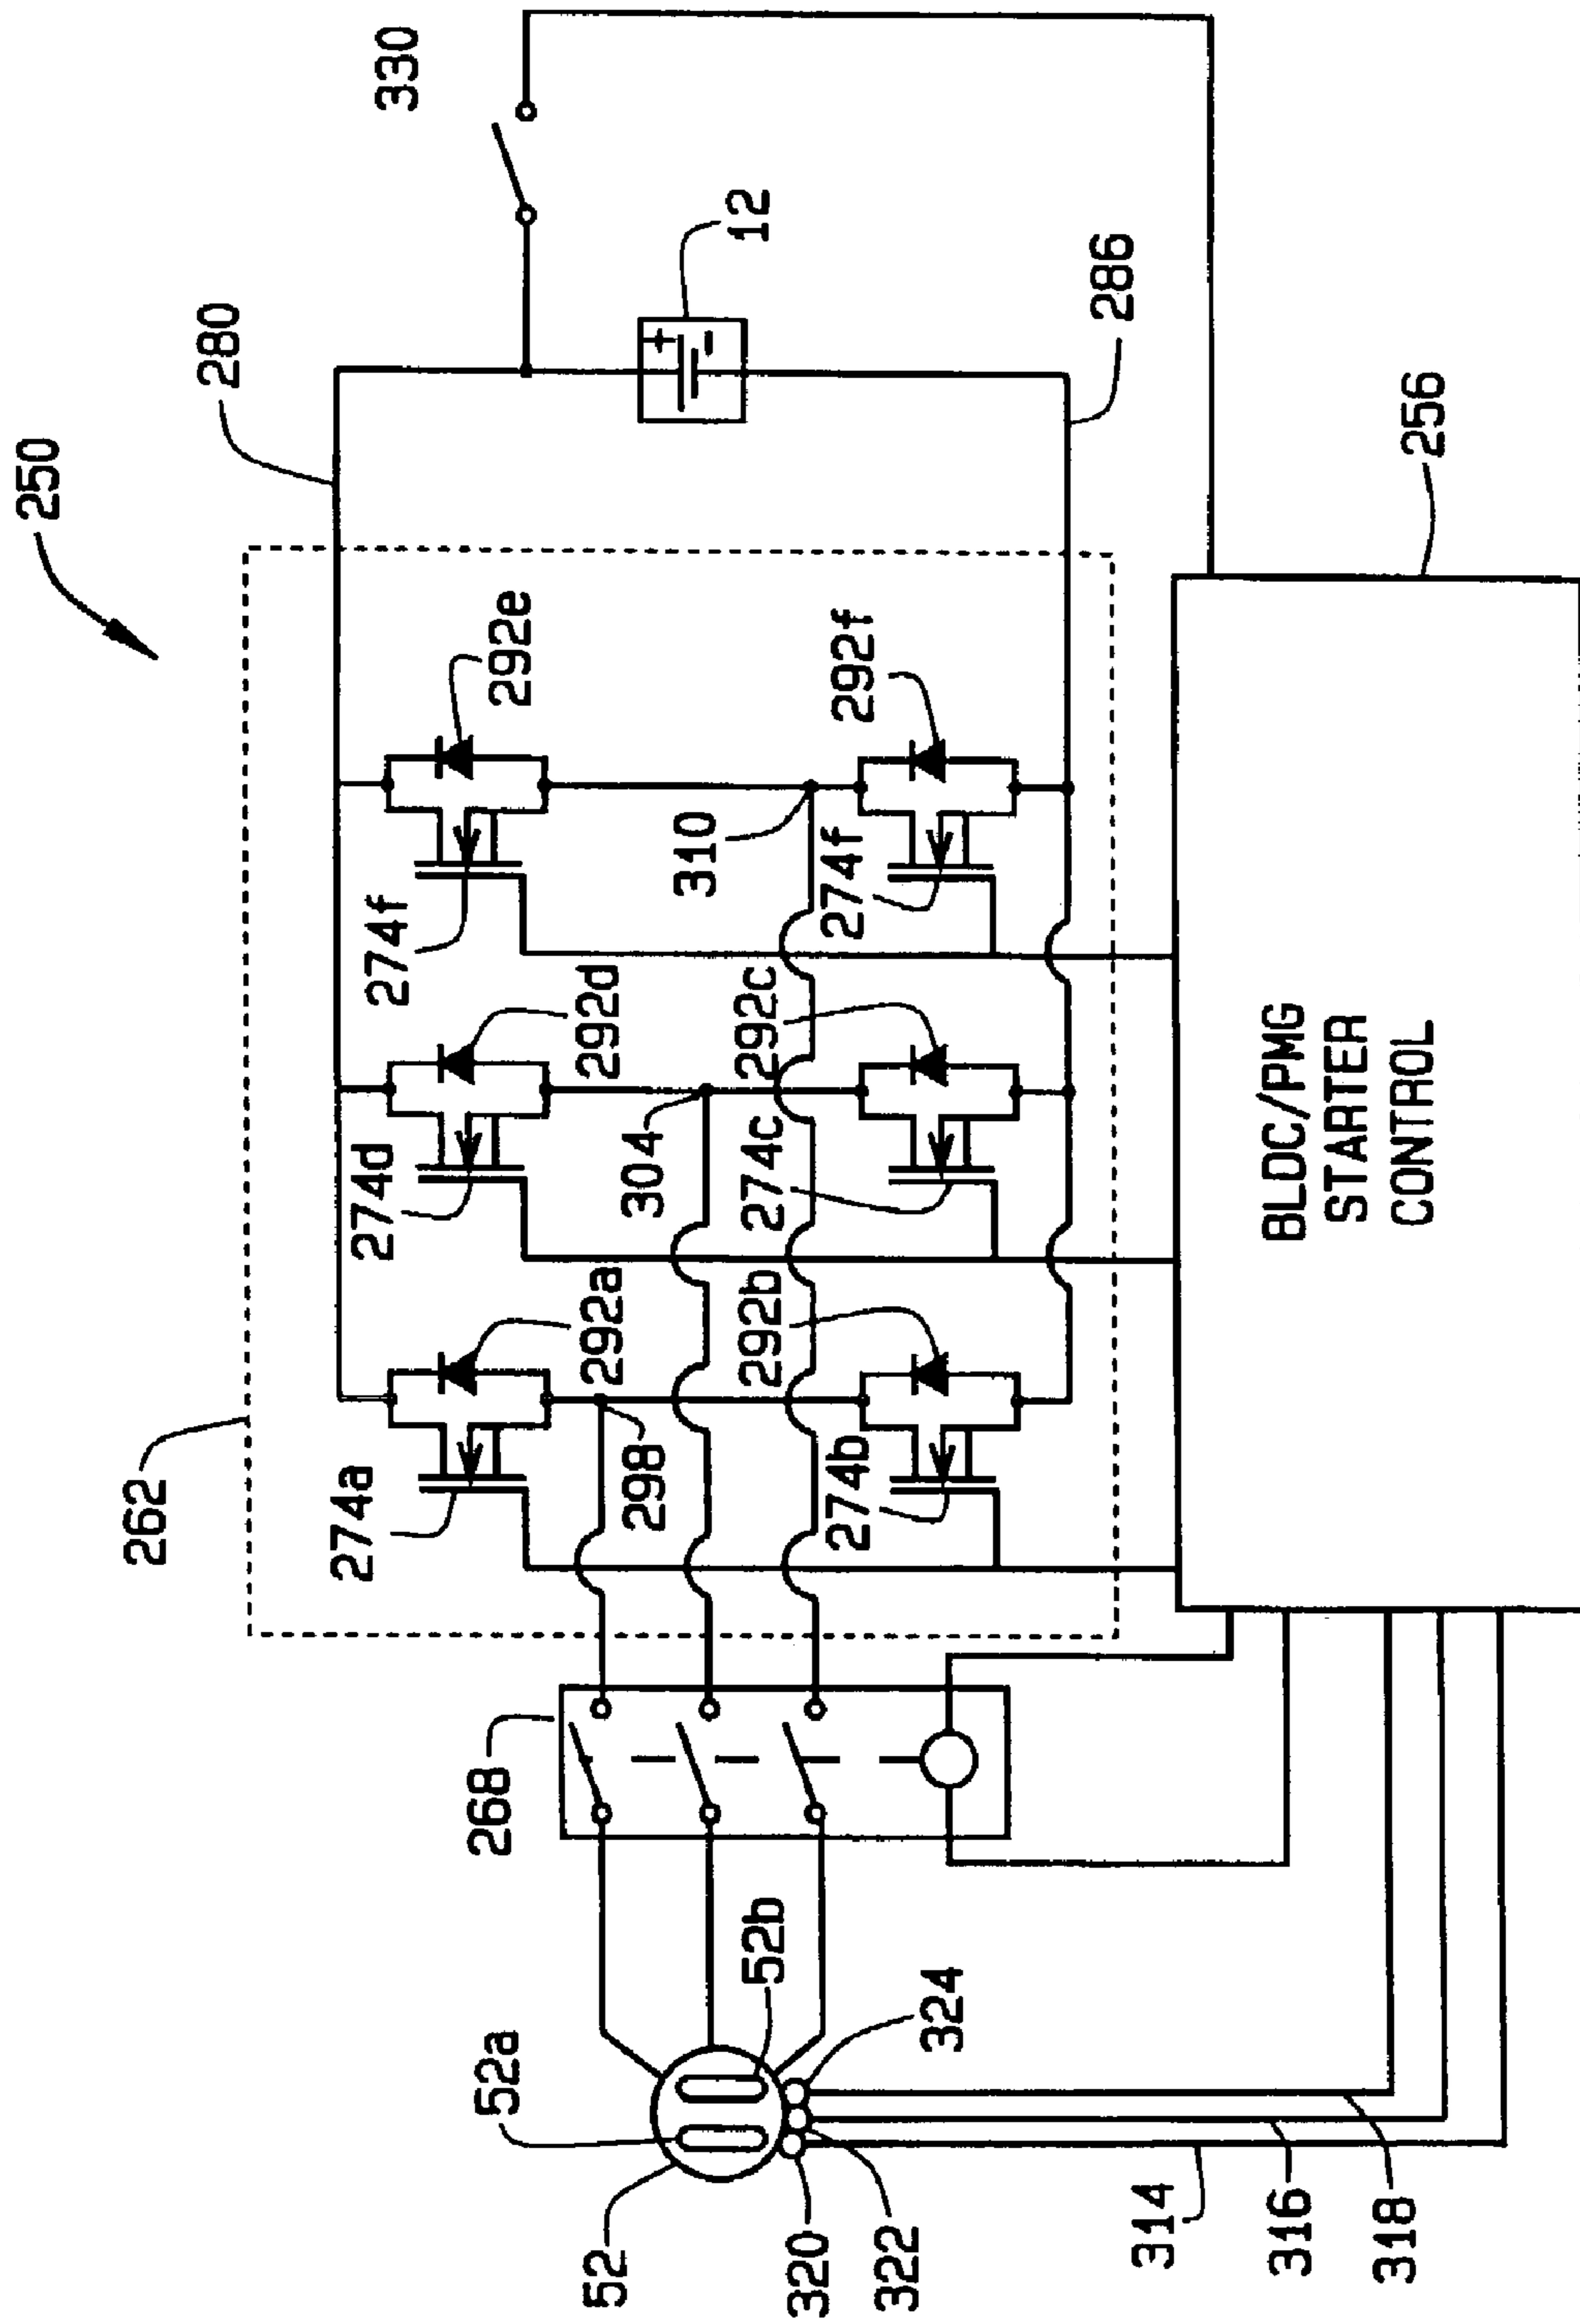 250
262
280
330
274a
292a
274d
292d
274f
292e
12
298
304
310
268
274b
292b
274c
292c
274f
292f
286
52a
52
52b
320
322
324
314
316
318
BLDC/PMG
STARTER
CONTROL
256
+
-